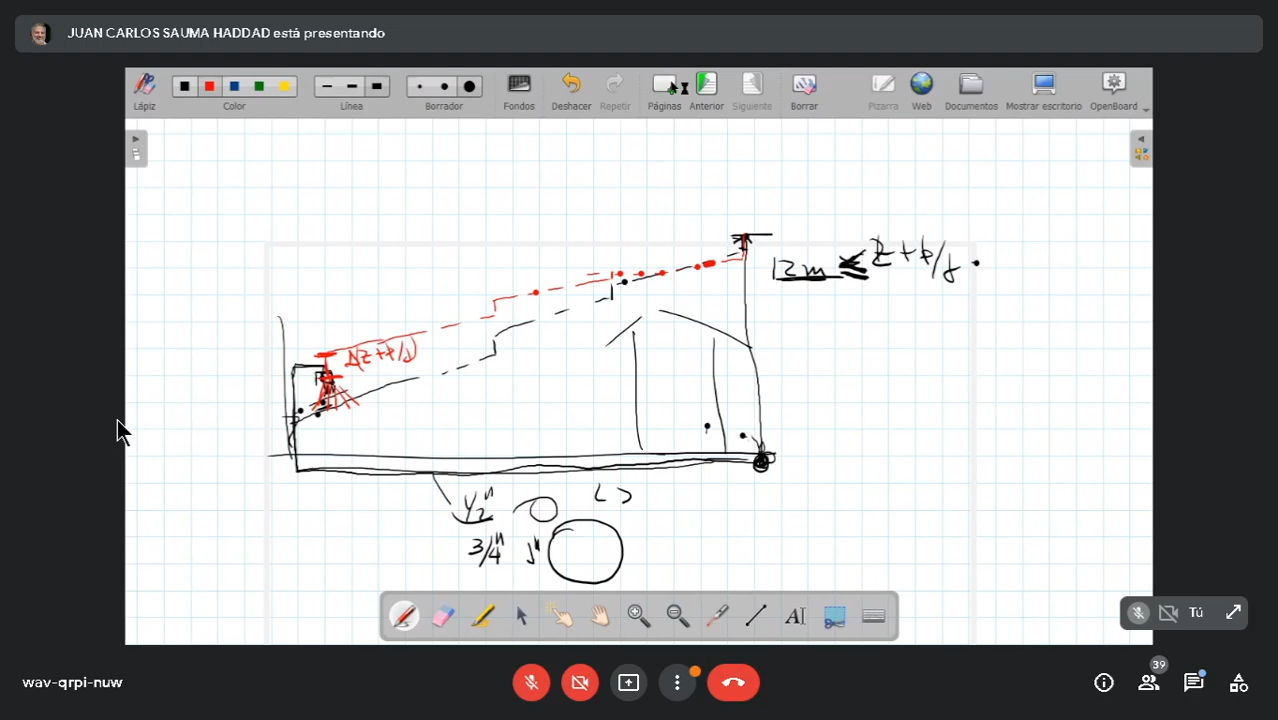 JUAN CARLOS SAUMA HADDAD está presentando
Lápiz
Color
Línea
Borrador
Fondos
Deshacer
Repetir
Páginas
Anterior
Siguiente
Borrar
Pizarra
Web
Documentos
Mostrar escritorio
OpenBoard
12m ≤ Z+P/γ
ΔZ+P/γ
1/2"
3/4" 1"
Tú
wav-qrpi-nuw
39